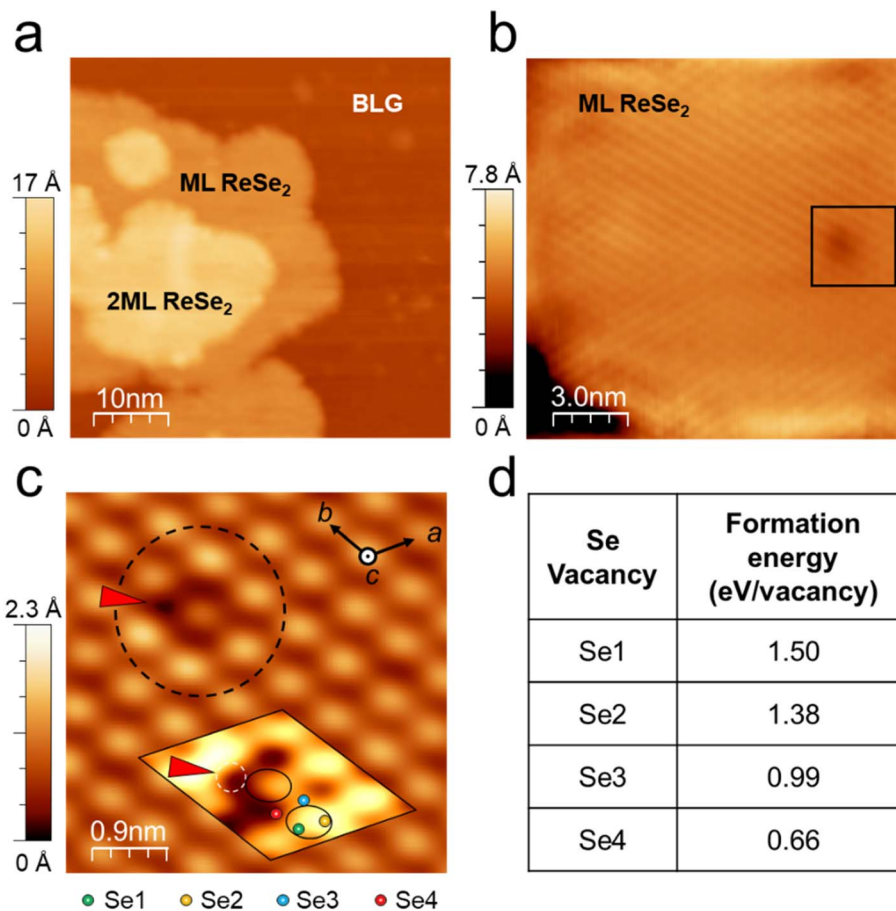 a
BLG
ML ReSe₂
2ML ReSe₂
17 Å
0 Å
10nm
b
ML ReSe₂
7.8 Å
0 Å
3.0nm
c
b
a
c
2.3 Å
0 Å
0.9nm
Se1 Se2 Se3 Se4
d
Se
Vacancy
Formation
energy
(eV/vacancy)
Se1 1.50
Se2 1.38
Se3 0.99
Se4 0.66